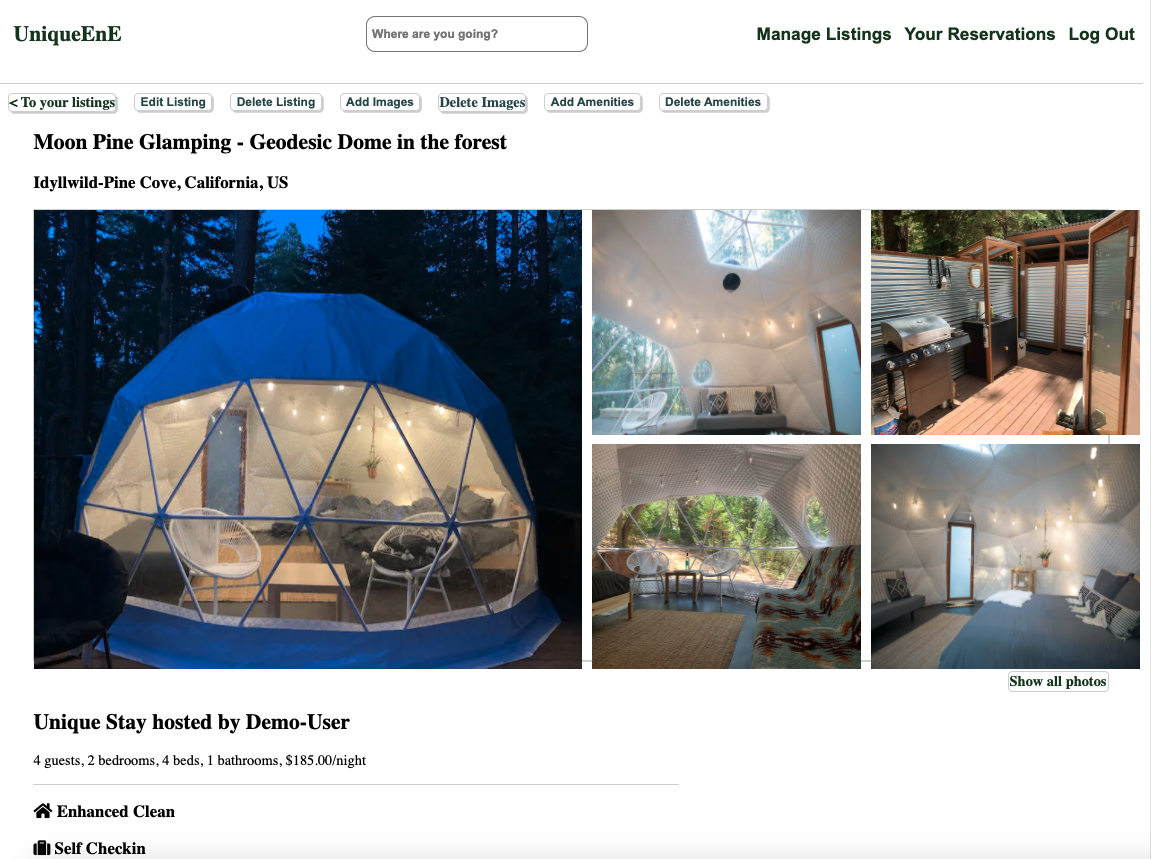 UniqueEnE
Where are you going?
Manage Listings Your Reservations Log Out
< To your listings Edit Listing Delete Listing Add Images Delete Images Add Amenities Delete Amenities
Moon Pine Glamping - Geodesic Dome in the forest
Idyllwild-Pine Cove, California, US
Show all photos
Unique Stay hosted by Demo-User
4 guests, 2 bedrooms, 4 beds, 1 bathrooms, $185.00/night
Enhanced Clean
Self Checkin